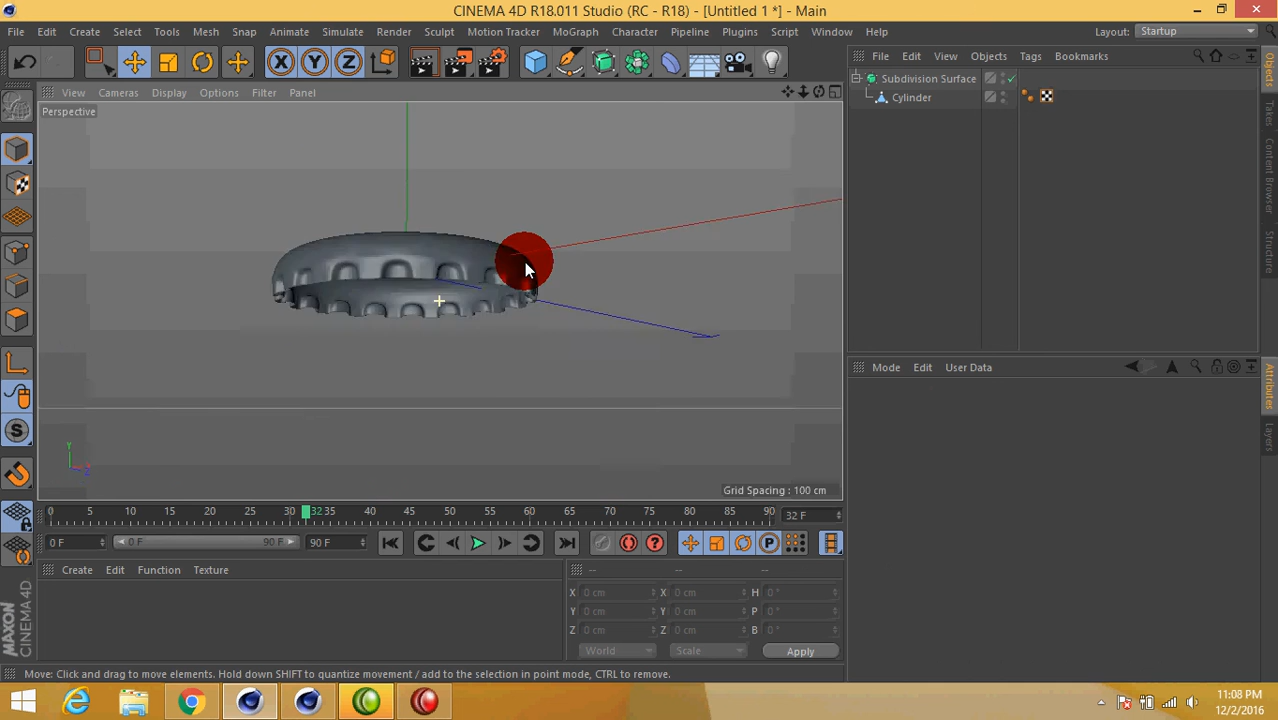 CINEMA 4D R18.011 Studio (RC - R18) - [Untitled 1 *] - Main
File Edit Create Select Tools Mesh Snap Animate Simulate Render Sculpt Motion Tracker MoGraph Character Pipeline Plugins Script Window Help Layout: Startup
X Y Z
File Edit View Objects Tags Bookmarks
Subdivision Surface
Cylinder
View Cameras Display Options Filter Panel
Perspective
Y
Z
Grid Spacing : 100 cm
Objects
Takes
Content Browser
Structure
Mode Edit User Data
Attributes
Layers
0 5 10 15 20 25 30 32 35 40 45 50 55 60 65 70 75 80 85 90 32 F
0 F 0 F 90 F 90 F
Create Edit Function Texture
-- -- --
X 0 cm X 0 cm H 0 °
Y 0 cm Y 0 cm P 0 °
Z 0 cm Z 0 cm B 0 °
World Scale Apply
MAXON CINEMA 4D
Move: Click and drag to move elements. Hold down SHIFT to quantize movement / add to the selection in point mode, CTRL to remove.
11:08 PM
12/2/2016